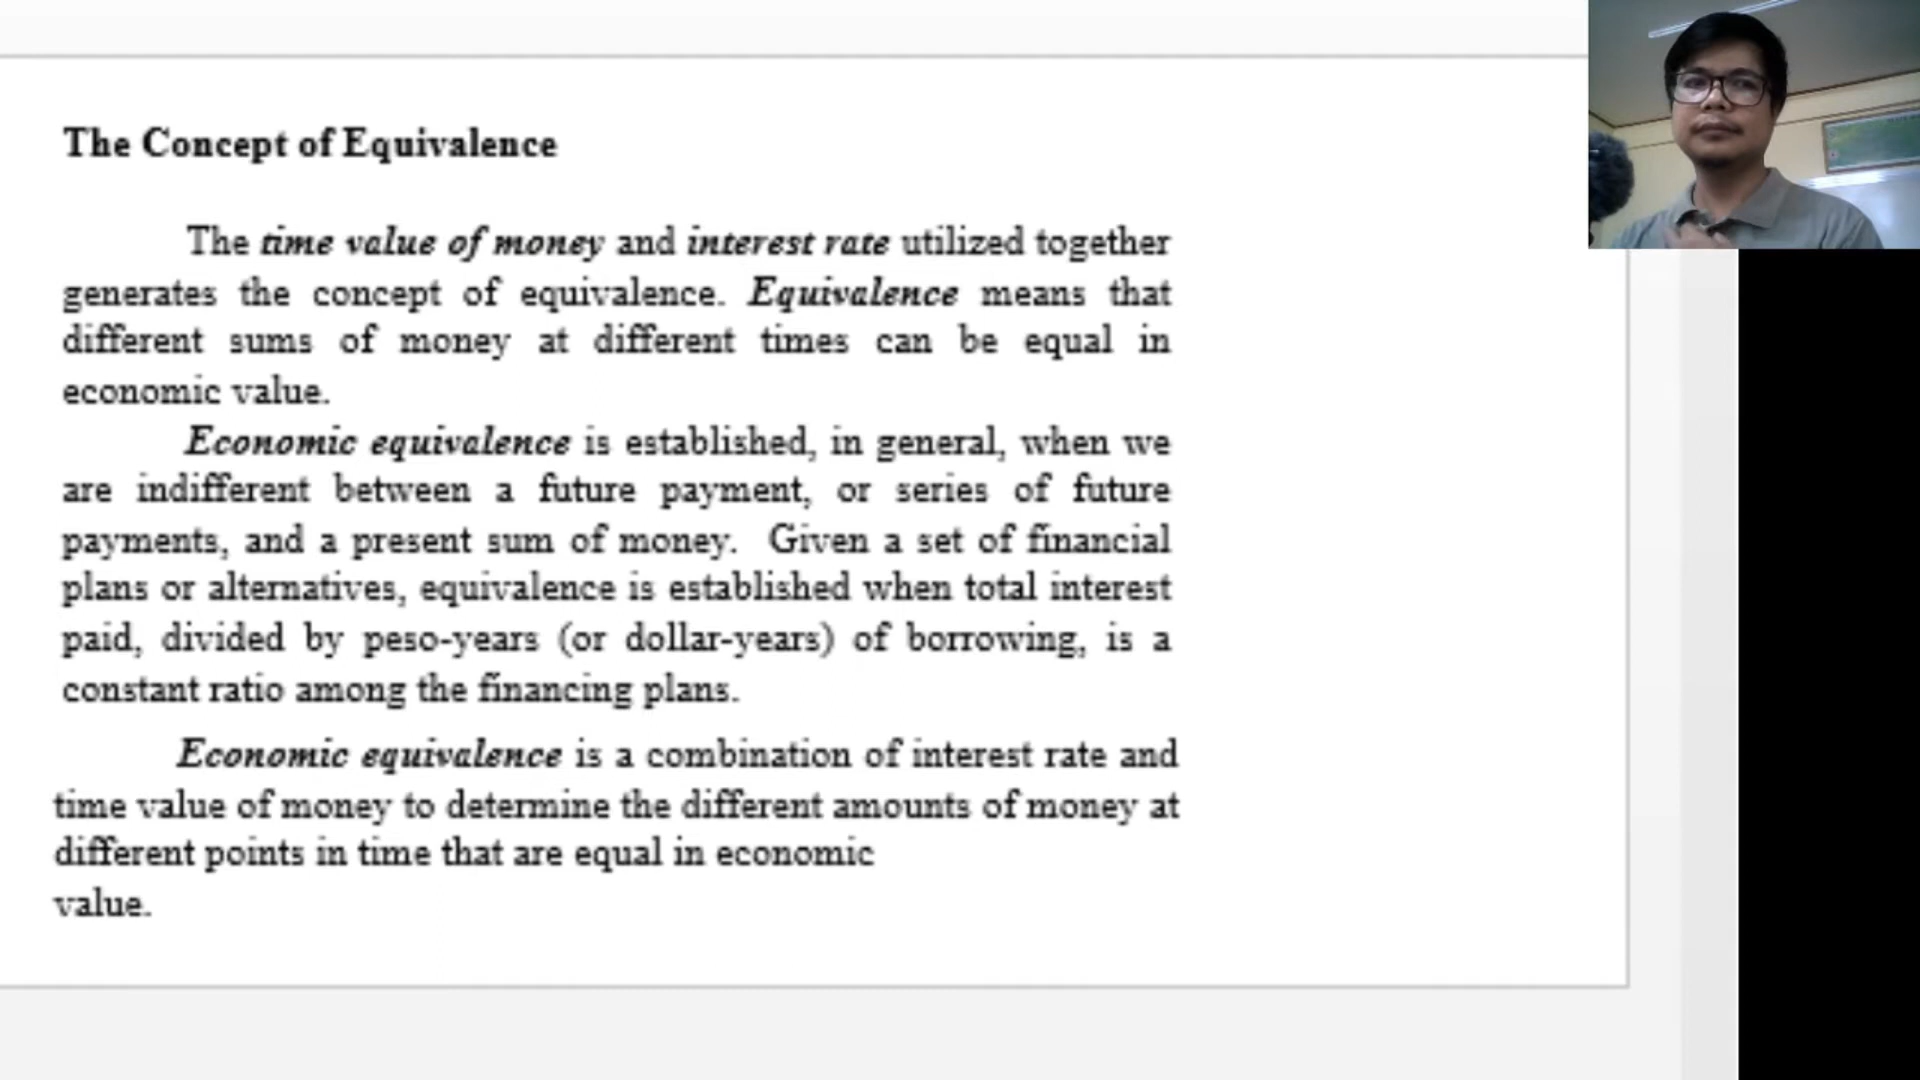 The Concept of Equivalence
The time value of money and interest rate utilized together
generates the concept of equivalence. Equivalence means that
different sums of money at different times can be equal in
economic value.
Economic equivalence is established, in general, when we
are indifferent between a future payment, or series of future
payments, and a present sum of money. Given a set of financial
plans or alternatives, equivalence is established when total interest
paid, divided by peso-years (or dollar-years) of borrowing, is a
constant ratio among the financing plans.
Economic equivalence is a combination of interest rate and
time value of money to determine the different amounts of money at
different points in time that are equal in economic
value.